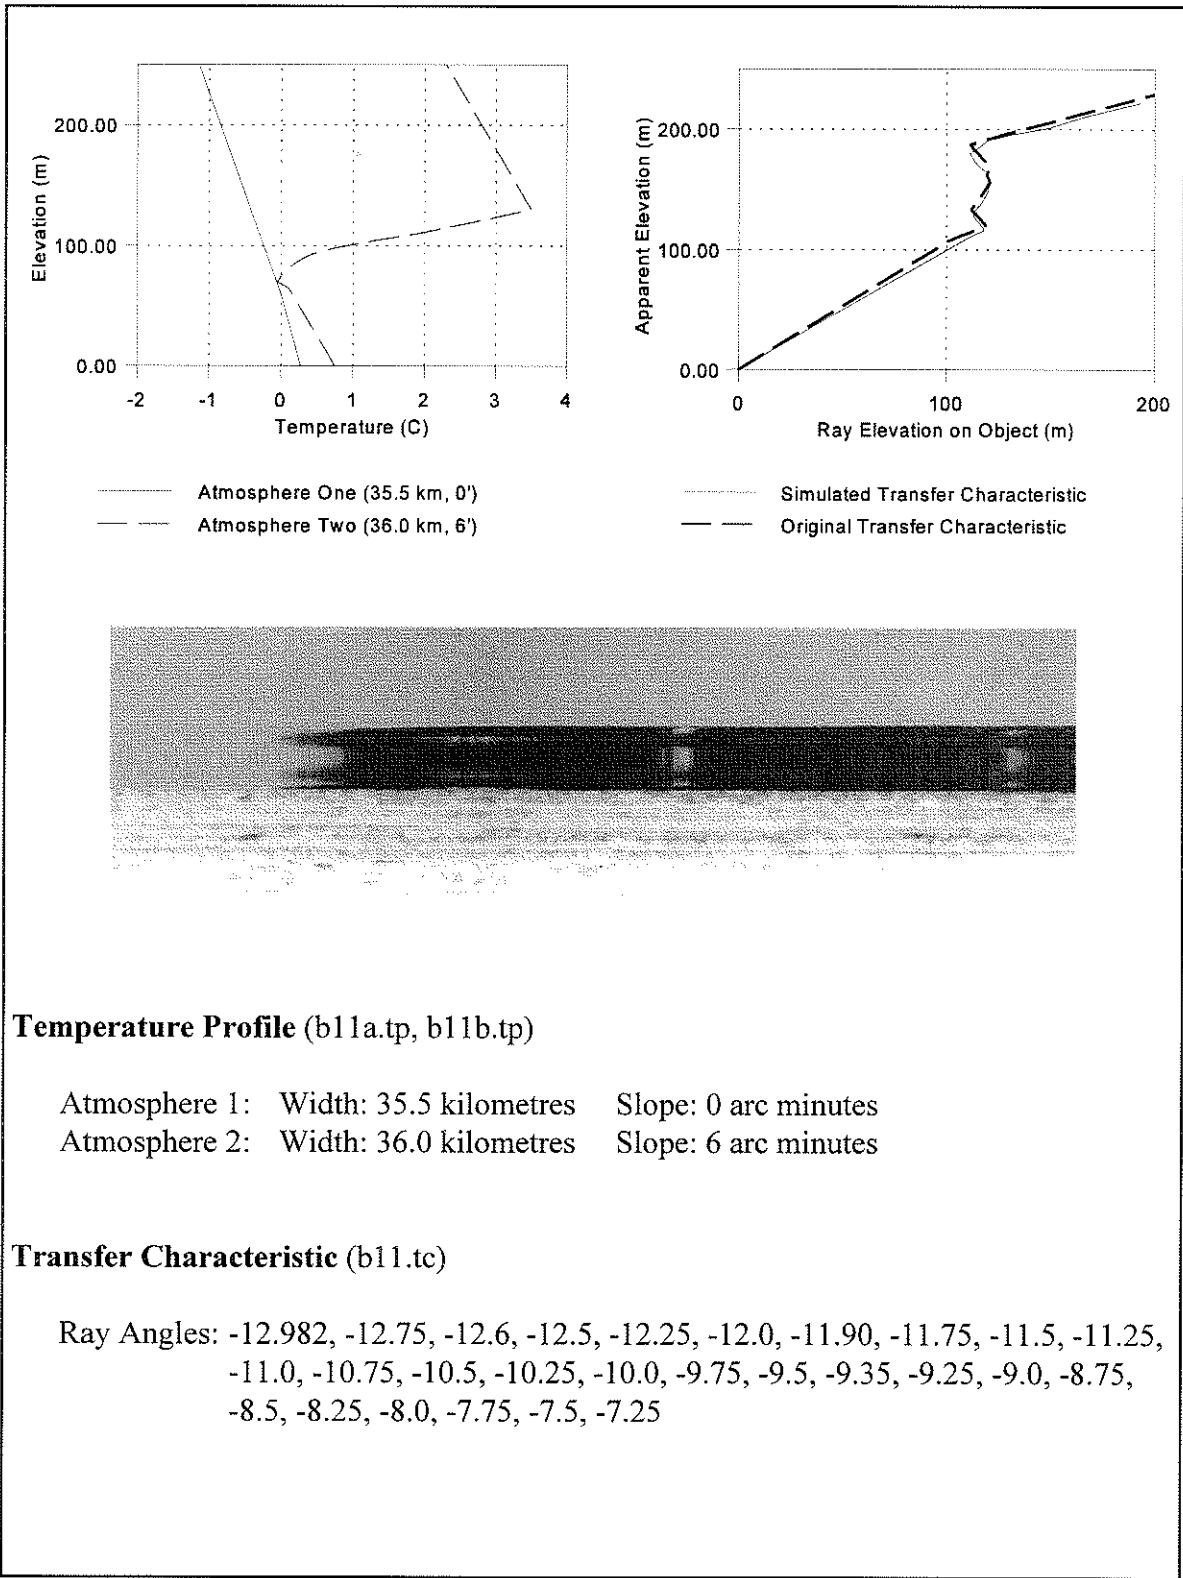 200.00
100.00
0.00
Elevation (m)
-2 -1 0 1 2 3 4
Temperature (C)
Atmosphere One (35.5 km, 0')
Atmosphere Two (36.0 km, 6')
200.00
100.00
0.00
Apparent Elevation (m)
0 100 200
Ray Elevation on Object (m)
Simulated Transfer Characteristic
Original Transfer Characteristic
Temperature Profile (b11a.tp, b11b.tp)
Atmosphere 1: Width: 35.5 kilometres Slope: 0 arc minutes
Atmosphere 2: Width: 36.0 kilometres Slope: 6 arc minutes
Transfer Characteristic (b11.tc)
Ray Angles: -12.982, -12.75, -12.6, -12.5, -12.25, -12.0, -11.90, -11.75, -11.5, -11.25,
-11.0, -10.75, -10.5, -10.25, -10.0, -9.75, -9.5, -9.35, -9.25, -9.0, -8.75,
-8.5, -8.25, -8.0, -7.75, -7.5, -7.25